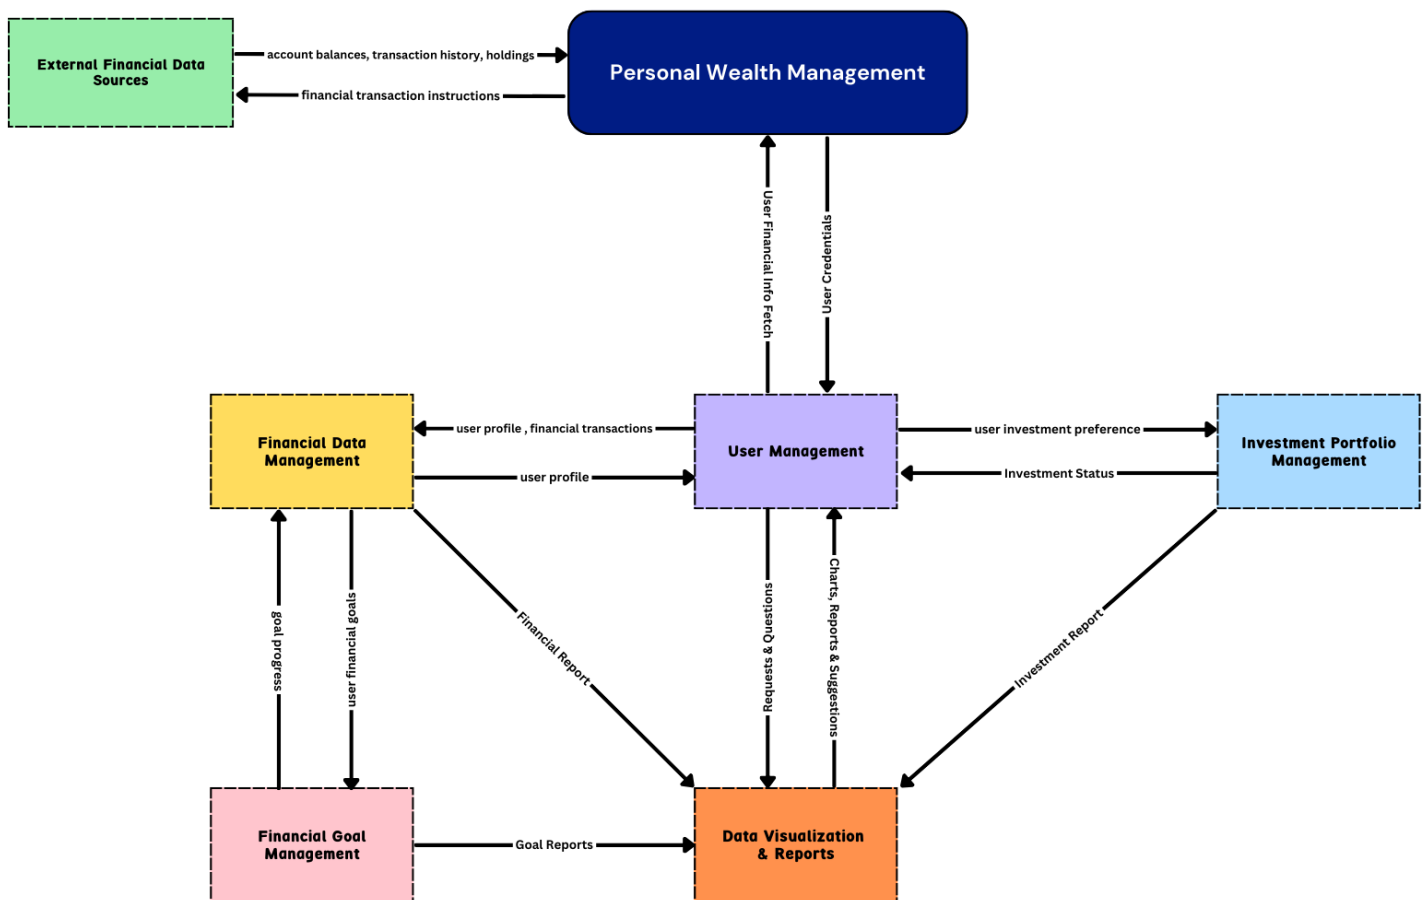 External Financial Data
Sources
account balances, transaction history, holdings
financial transaction instructions
Personal Wealth Management
User Financial Info Fetch
User Credentials
Financial Data
Management
user profile , financial transactions
user profile
User Management
user investment preference
Investment Status
Investment Portfolio
Management
goal progress
user financial goals
Financial Report
Requests & Questions
Charts, Reports & Suggestions
Investment Report
Financial Goal
Management
Goal Reports
Data Visualization
& Reports